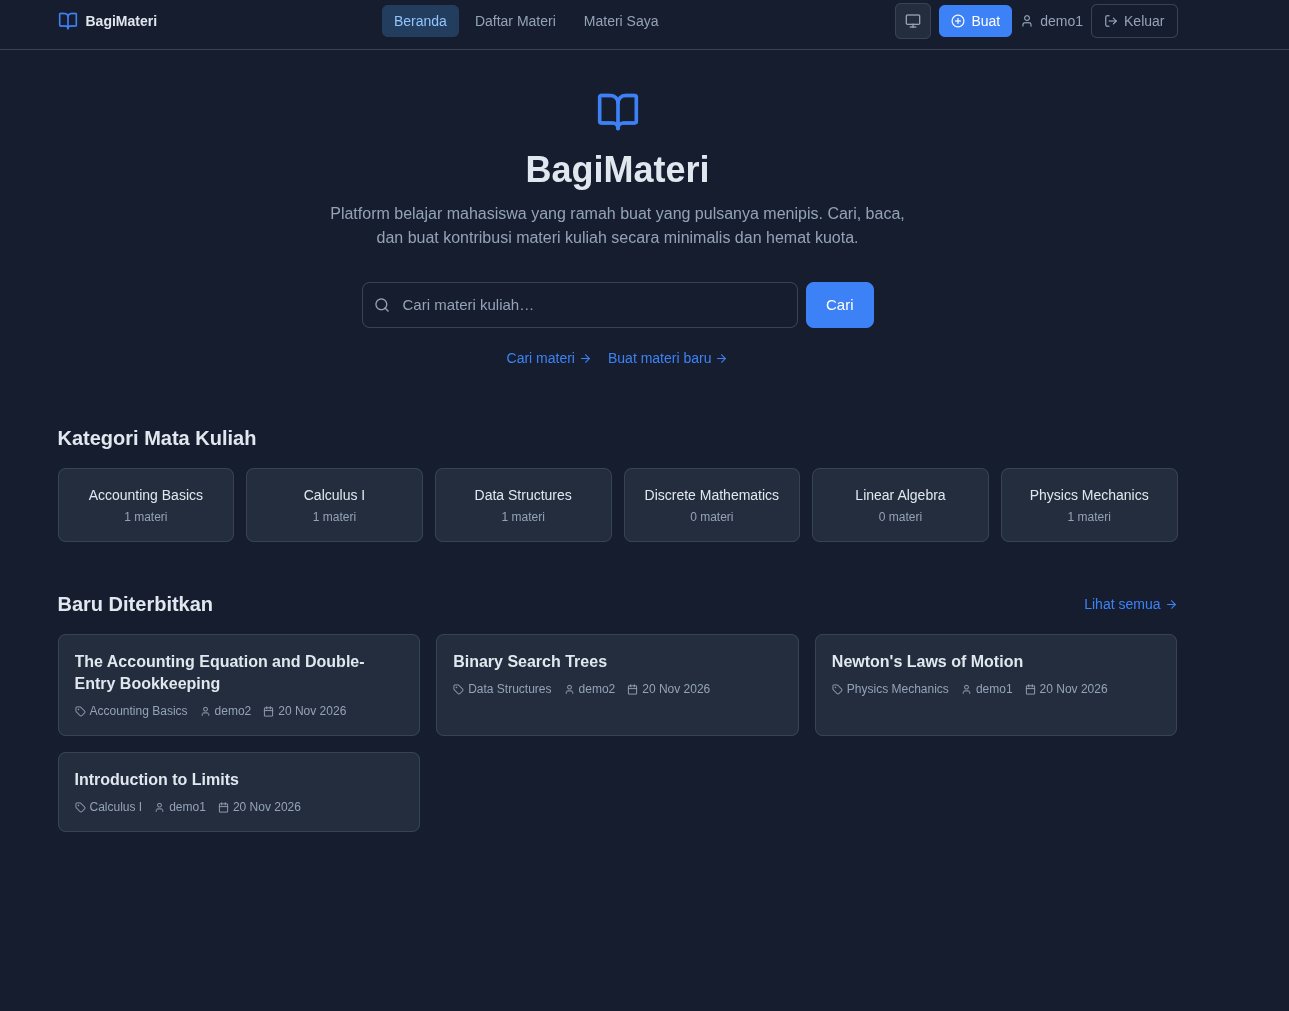 BagiMateri
Beranda
Daftar Materi
Materi Saya
Buat
demo1
Keluar
BagiMateri
Platform belajar mahasiswa yang ramah buat yang pulsanya menipis. Cari, baca,
dan buat kontribusi materi kuliah secara minimalis dan hemat kuota.
Cari materi kuliah…
Cari
Cari materi →
Buat materi baru →
Kategori Mata Kuliah
Accounting Basics
1 materi
Calculus I
1 materi
Data Structures
1 materi
Discrete Mathematics
0 materi
Linear Algebra
0 materi
Physics Mechanics
1 materi
Baru Diterbitkan
Lihat semua →
The Accounting Equation and Double-
Entry Bookkeeping
Accounting Basics demo2 20 Nov 2026
Binary Search Trees
Data Structures demo2 20 Nov 2026
Newton's Laws of Motion
Physics Mechanics demo1 20 Nov 2026
Introduction to Limits
Calculus I demo1 20 Nov 2026